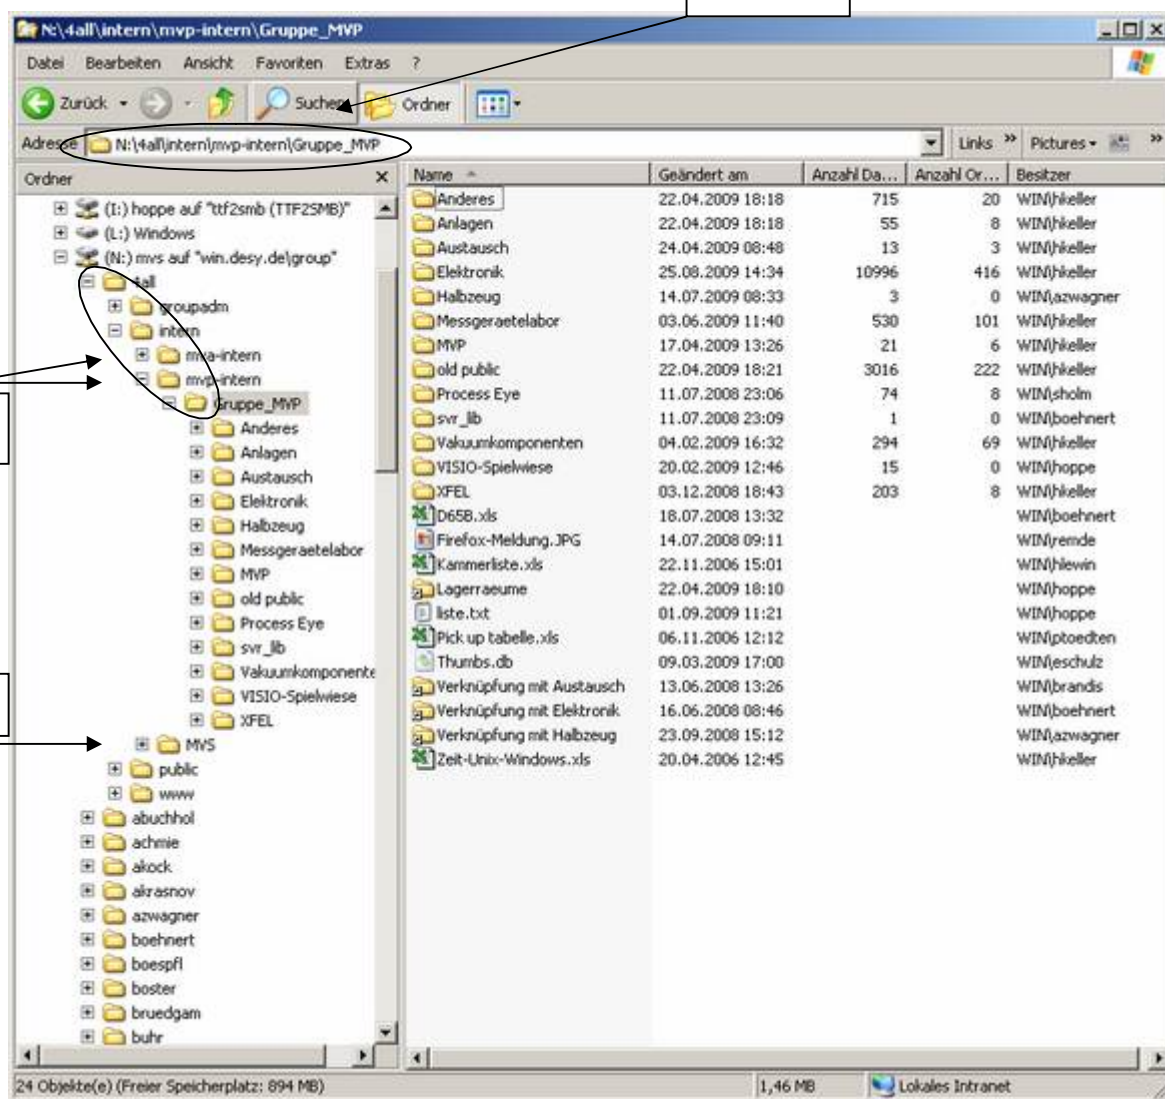 N:\4all\intern\mvp-intern\Gruppe_MVP
Datei Bearbeiten Ansicht Favoriten Extras ?
Zurück Suchen Ordner
Adresse N:\4all\intern\mvp-intern\Gruppe_MVP Links » Pictures »
Ordner
(I:) hoppe auf "ttf2smb (TTF2SMB)"
(L:) Windows
(N:) mvs auf "win.desy.de\group"
4all
groupadm
intern
mva-intern
mvp-intern
Gruppe_MVP
Anderes
Anlagen
Austausch
Elektronik
Halbzeug
Messgeraetelabor
MVP
old public
Process Eye
svr_lib
Vakuumkomponente
VISIO-Spielwiese
XFEL
MVS
public
www
abuchhol
achmie
akock
akrasnov
azwagner
boehnert
boespfl
boster
bruedgam
buhr
Name Geändert am Anzahl Da... Anzahl Or... Besitzer
Anderes 22.04.2009 18:18 715 20 WIN\hkeller
Anlagen 22.04.2009 18:18 55 8 WIN\hkeller
Austausch 24.04.2009 08:48 13 3 WIN\hkeller
Elektronik 25.08.2009 14:34 10996 416 WIN\hkeller
Halbzeug 14.07.2009 08:33 3 0 WIN\azwagner
Messgeraetelabor 03.06.2009 11:40 530 101 WIN\hkeller
MVP 17.04.2009 13:26 21 6 WIN\hkeller
old public 22.04.2009 18:21 3016 222 WIN\hkeller
Process Eye 11.07.2008 23:06 74 8 WIN\sholm
svr_lib 11.07.2008 23:09 1 0 WIN\boehnert
Vakuumkomponenten 04.02.2009 16:32 294 69 WIN\hkeller
VISIO-Spielwiese 20.02.2009 12:46 15 0 WIN\hoppe
XFEL 03.12.2008 18:43 203 8 WIN\hkeller
D65B.xls 18.07.2008 13:32 WIN\boehnert
Firefox-Meldung.JPG 14.07.2008 09:11 WIN\remde
Kammerliste.xls 22.11.2006 15:01 WIN\hlewin
Lagerraeume 22.04.2009 18:10 WIN\hoppe
liste.txt 01.09.2009 11:21 WIN\hoppe
Pick up tabelle.xls 06.11.2006 12:12 WIN\ptoedten
Thumbs.db 09.03.2009 17:00 WIN\eschulz
Verknüpfung mit Austausch 13.06.2008 13:26 WIN\brandis
Verknüpfung mit Elektronik 16.06.2008 08:46 WIN\boehnert
Verknüpfung mit Halbzeug 23.09.2008 15:12 WIN\azwagner
Zeit-Unix-Windows.xls 20.04.2006 12:45 WIN\hkeller
24 Objekte(e) (Freier Speicherplatz: 894 MB) 1,46 MB Lokales Intranet